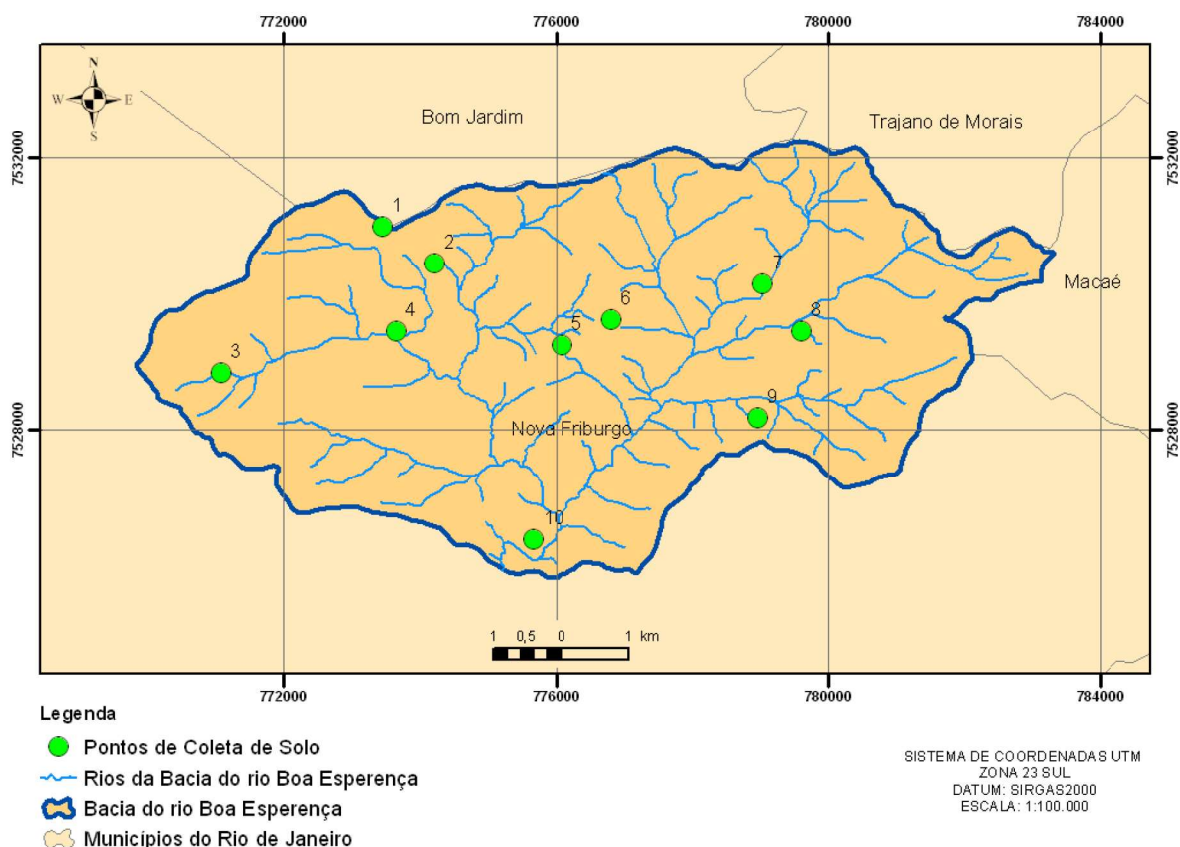 772000 776000 780000 784000
N
W E
S
Bom Jardim
Trajano de Morais
7532000 7532000
1
2
7
Macaé
6
8
4
5
3
9
7528000 7528000
Nova Friburgo
10
1 0,5 0 1 km
772000 776000 780000 784000
Legenda
Pontos de Coleta de Solo
Rios da Bacia do rio Boa Esperença
Bacia do rio Boa Esperença
Municípios do Rio de Janeiro
SISTEMA DE COORDENADAS UTM
ZONA 23 SUL
DATUM: SIRGAS2000
ESCALA: 1:100.000